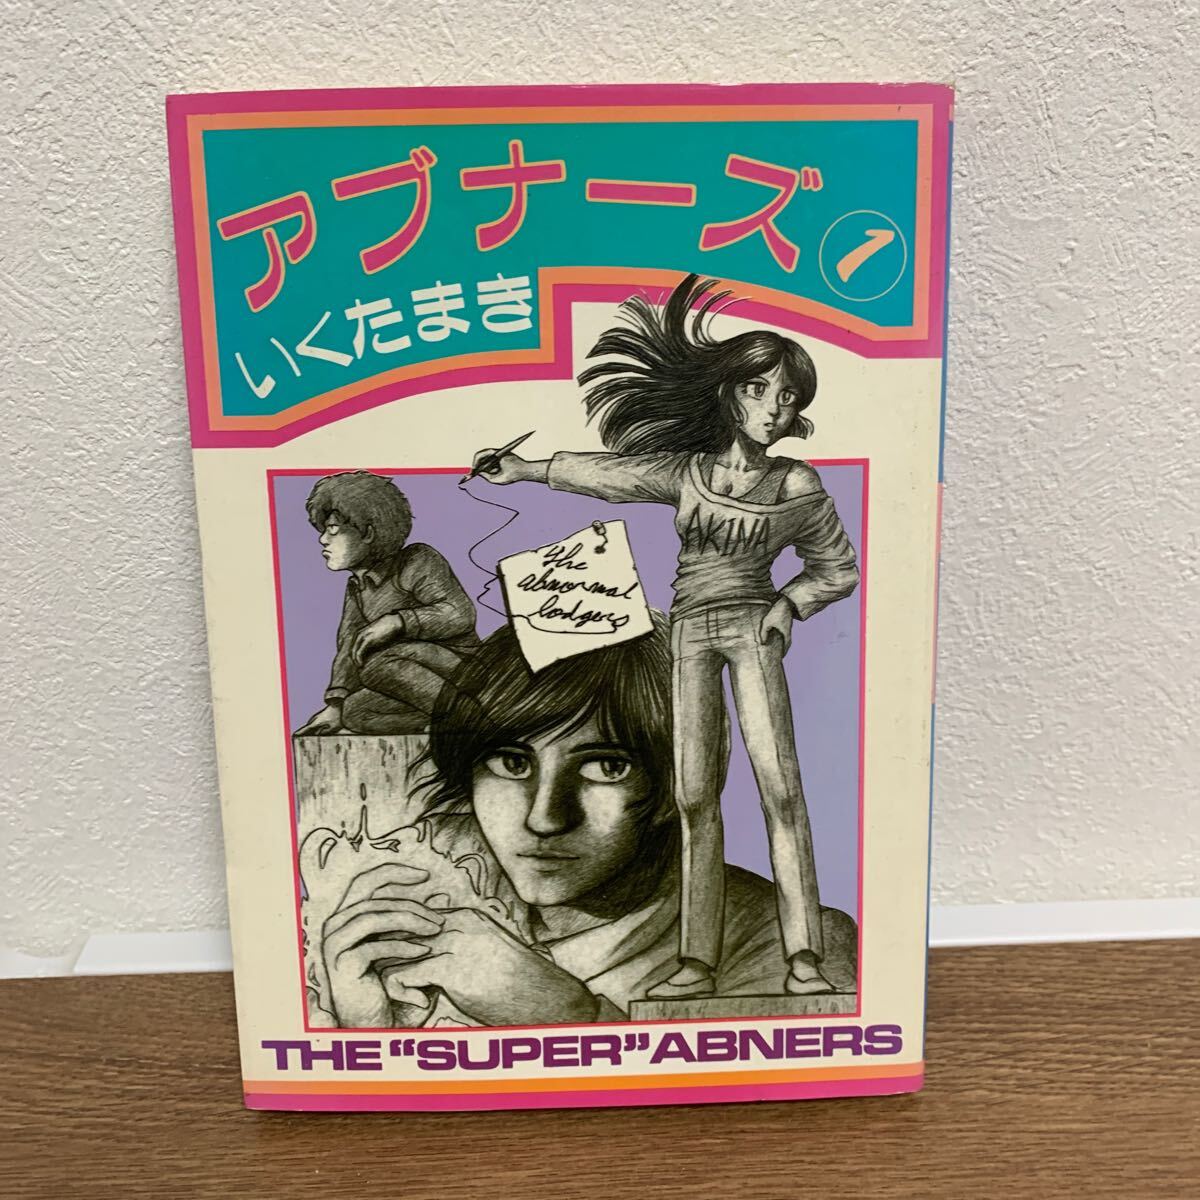 アブナーズ 1
いくたまき
AKINA
The
abnormal
lodgers
THE "SUPER" ABNERS